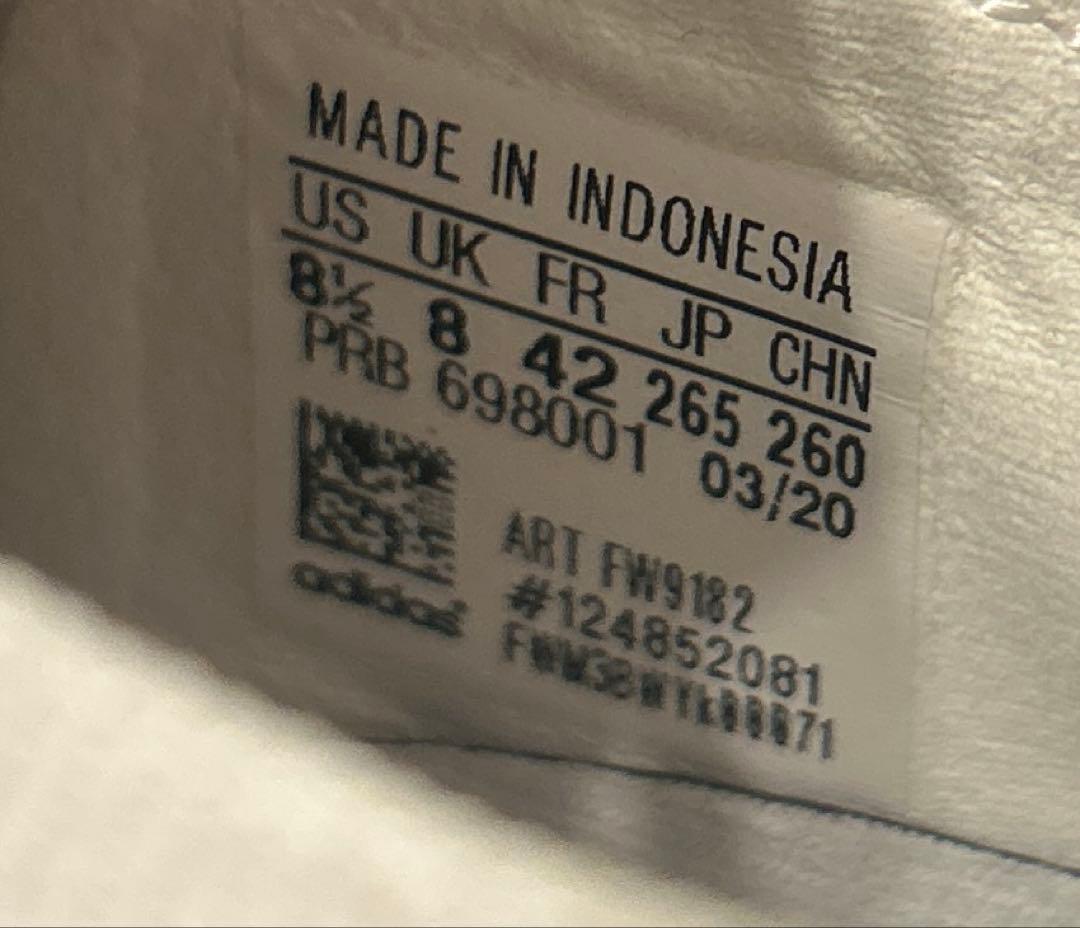 MADE IN INDONESIA
US UK FR JP CHN
8½ 8 42 265 260
PRB 698001 03/20
adidas
ART FW9182
#124852081